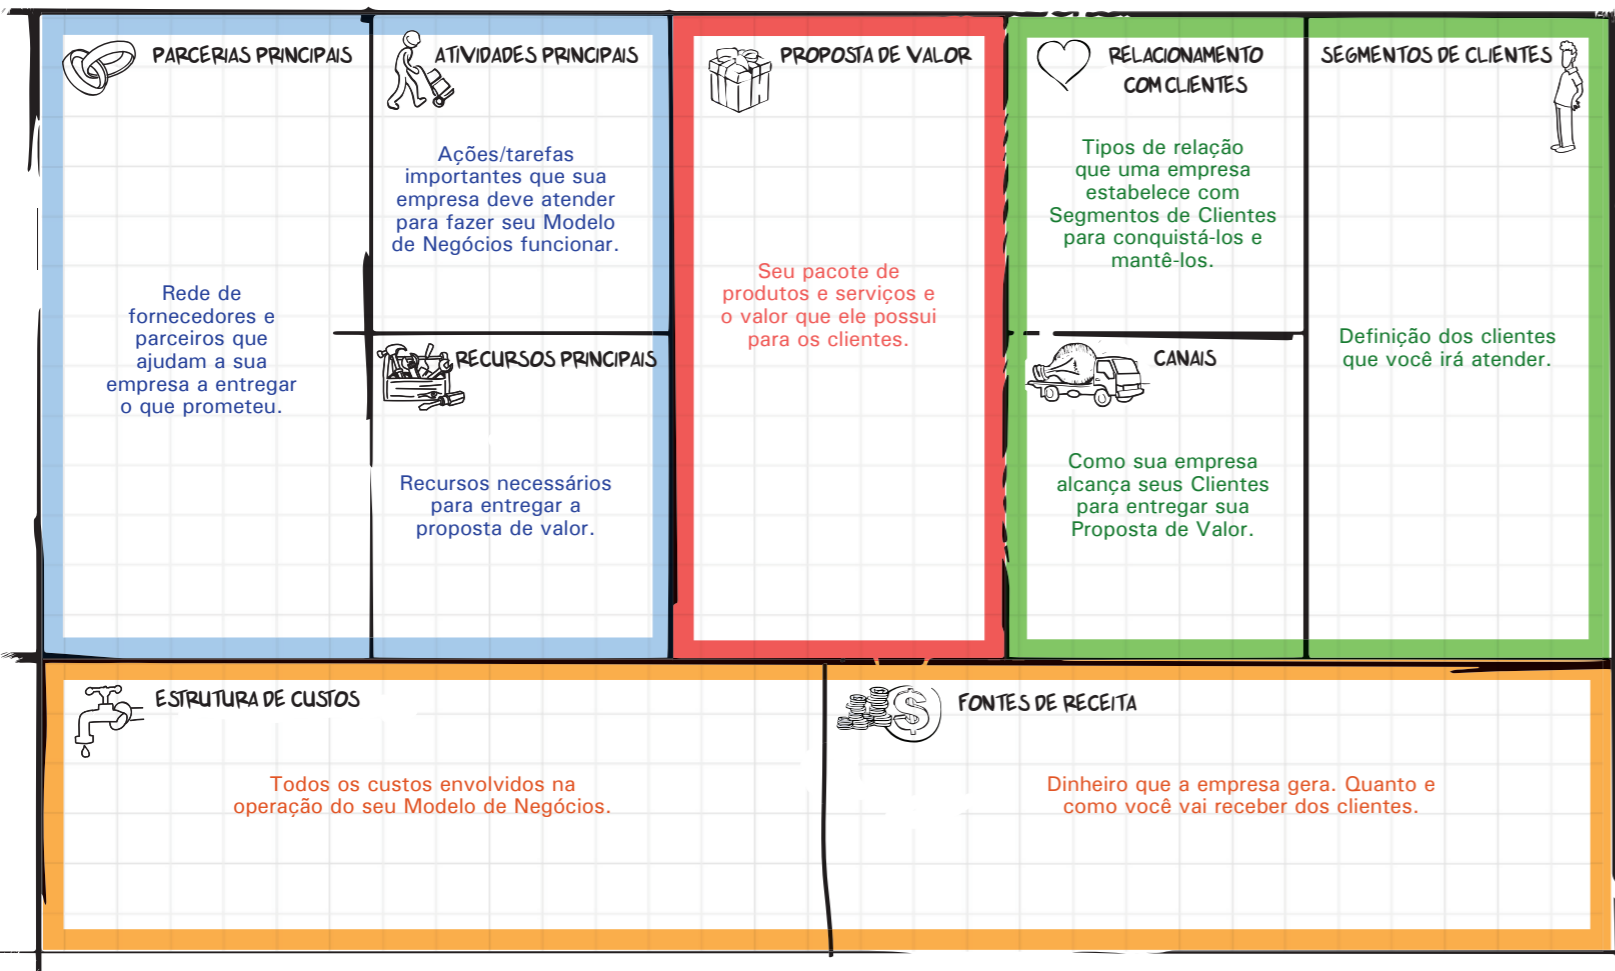 PARCERIAS PRINCIPAIS
Rede de
fornecedores e
parceiros que
ajudam a sua
empresa a entregar
o que prometeu.
ATIVIDADES PRINCIPAIS
Ações/tarefas
importantes que sua
empresa deve atender
para fazer seu Modelo
de Negócios funcionar.
RECURSOS PRINCIPAIS
Recursos necessários
para entregar a
proposta de valor.
PROPOSTA DE VALOR
Seu pacote de
produtos e serviços e
o valor que ele possui
para os clientes.
RELACIONAMENTO
COM CLIENTES
Tipos de relação
que uma empresa
estabelece com
Segmentos de Clientes
para conquistá-los e
mantê-los.
CANAIS
Como sua empresa
alcança seus Clientes
para entregar sua
Proposta de Valor.
SEGMENTOS DE CLIENTES
Definição dos clientes
que você irá atender.
ESTRUTURA DE CUSTOS
Todos os custos envolvidos na
operação do seu Modelo de Negócios.
$
FONTES DE RECEITA
Dinheiro que a empresa gera. Quanto e
como você vai receber dos clientes.